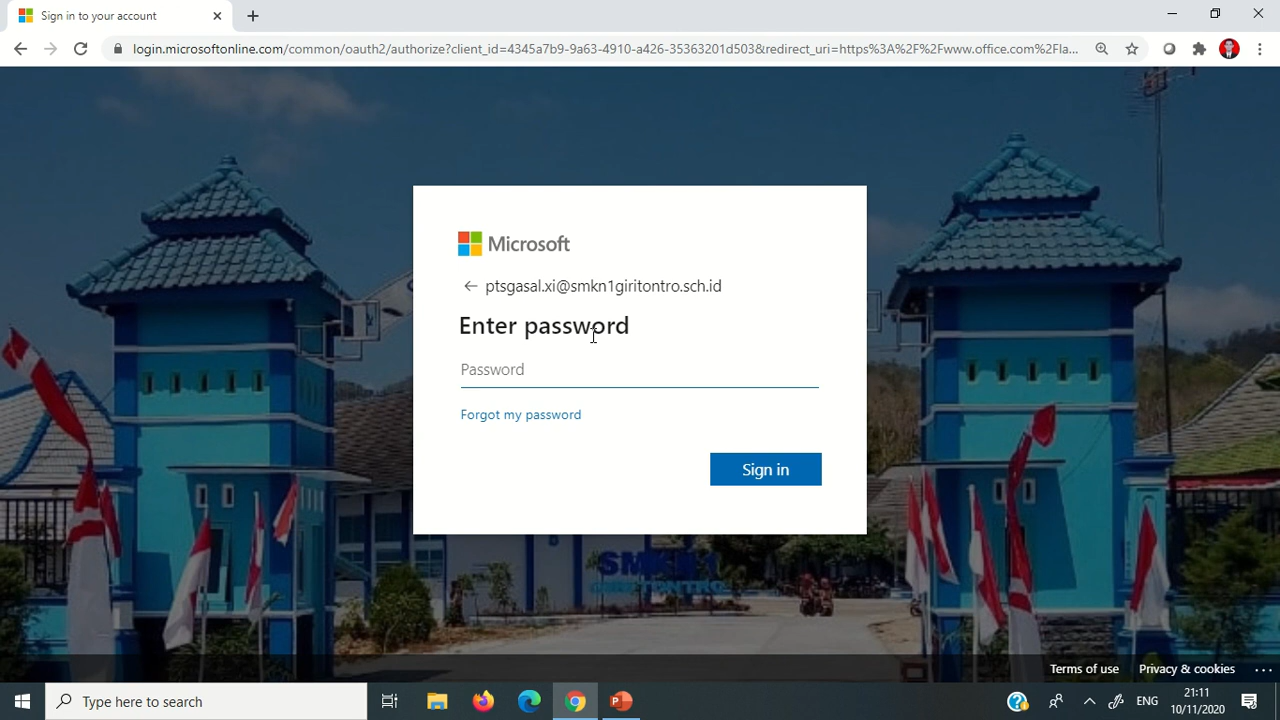 Sign in to your account
login.microsoftonline.com/common/oauth2/authorize?client_id=4345a7b9-9a63-4910-a426-35363201d503&redirect_uri=https%3A%2F%2Fwww.office.com%2Fla...
Microsoft
ptsgasal.xi@smkn1giritontro.sch.id
Enter password
Password
Forgot my password
Sign in
SMKN1
GIRITONTRO
Terms of use
Privacy & cookies
Type here to search
ENG
21:11
10/11/2020